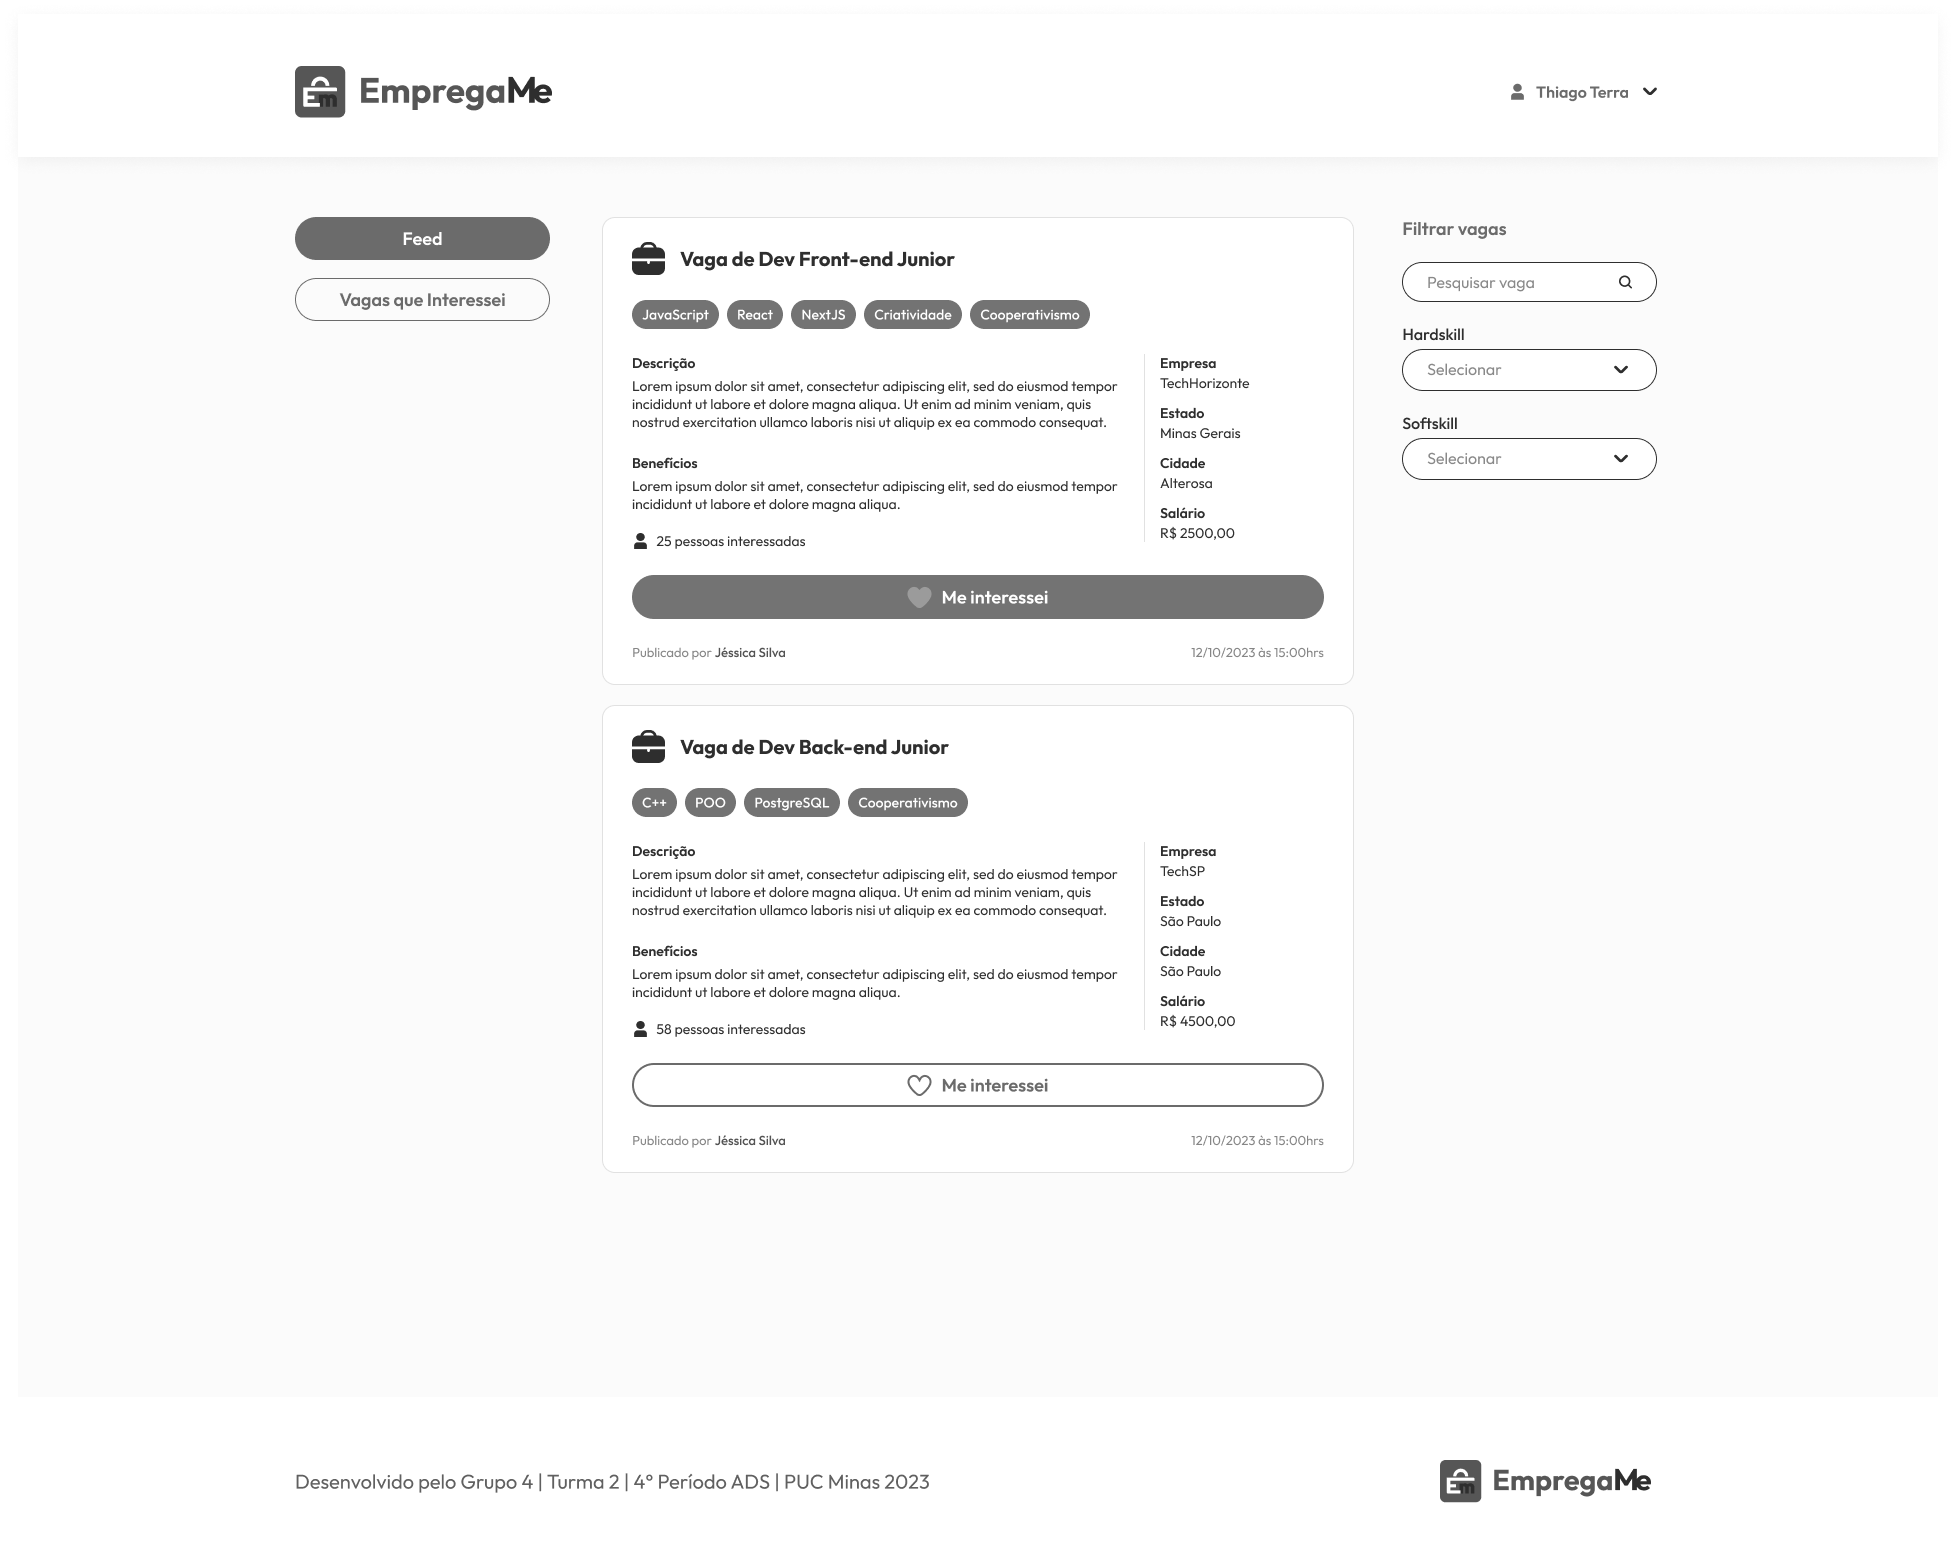 Em EmpregaMe
Thiago Terra
Feed
Vagas que Interessei
Vaga de Dev Front-end Junior
JavaScript React NextJS Criatividade Cooperativismo
Descrição
Lorem ipsum dolor sit amet, consectetur adipiscing elit, sed do eiusmod tempor
incididunt ut labore et dolore magna aliqua. Ut enim ad minim veniam, quis
nostrud exercitation ullamco laboris nisi ut aliquip ex ea commodo consequat.
Benefícios
Lorem ipsum dolor sit amet, consectetur adipiscing elit, sed do eiusmod tempor
incididunt ut labore et dolore magna aliqua.
25 pessoas interessadas
Empresa
TechHorizonte
Estado
Minas Gerais
Cidade
Alterosa
Salário
R$ 2500,00
Me interessei
Publicado por Jéssica Silva
12/10/2023 às 15:00hrs
Vaga de Dev Back-end Junior
C++ POO PostgreSQL Cooperativismo
Descrição
Lorem ipsum dolor sit amet, consectetur adipiscing elit, sed do eiusmod tempor
incididunt ut labore et dolore magna aliqua. Ut enim ad minim veniam, quis
nostrud exercitation ullamco laboris nisi ut aliquip ex ea commodo consequat.
Benefícios
Lorem ipsum dolor sit amet, consectetur adipiscing elit, sed do eiusmod tempor
incididunt ut labore et dolore magna aliqua.
58 pessoas interessadas
Empresa
TechSP
Estado
São Paulo
Cidade
São Paulo
Salário
R$ 4500,00
Me interessei
Publicado por Jéssica Silva
12/10/2023 às 15:00hrs
Filtrar vagas
Pesquisar vaga
Hardskill
Selecionar
Softskill
Selecionar
Desenvolvido pelo Grupo 4 | Turma 2 | 4° Período ADS | PUC Minas 2023
Em EmpregaMe